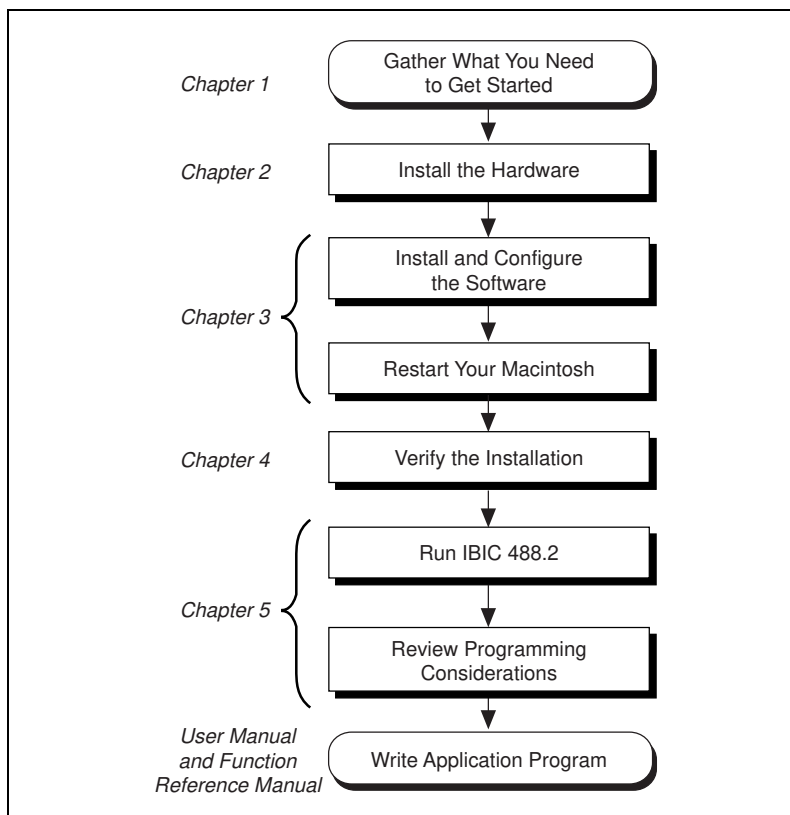 Chapter 1
Gather What You Need
to Get Started
Chapter 2
Install the Hardware
Chapter 3
Install and Configure
the Software
Restart Your Macintosh
Chapter 4
Verify the Installation
Chapter 5
Run IBIC 488.2
Review Programming
Considerations
User Manual
and Function
Reference Manual
Write Application Program